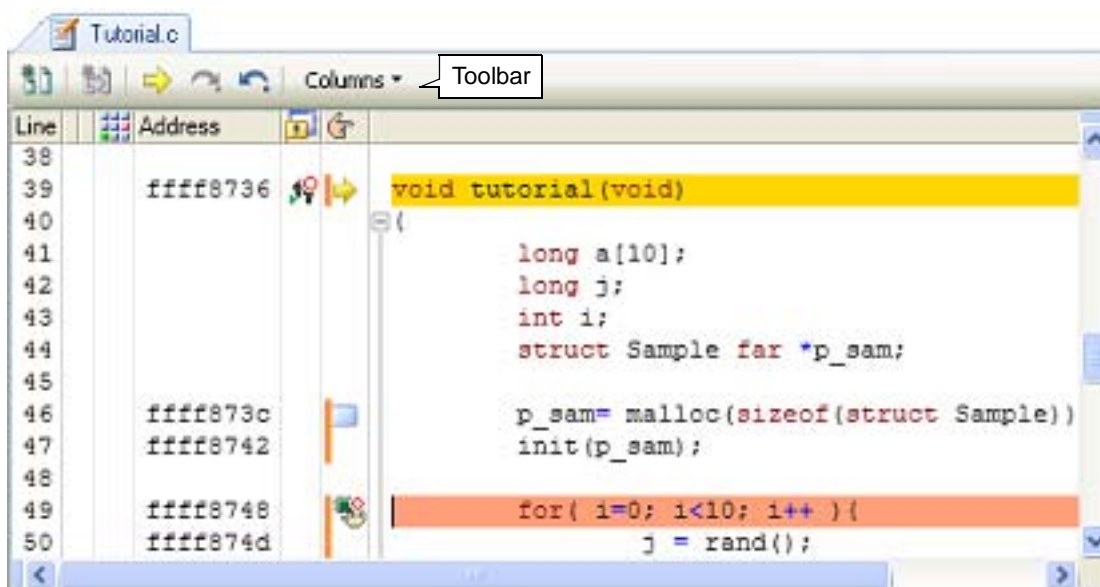 Tutorial.c
Columns Toolbar
Line Address
38
39 ffff8736 void tutorial(void)
40 {
41 long a[10];
42 long j;
43 int i;
44 struct Sample far *p_sam;
45
46 ffff873c p_sam= malloc(sizeof(struct Sample))
47 ffff8742 init(p_sam);
48
49 ffff8748 for( i=0; i<10; i++ ){
50 ffff874d j = rand();